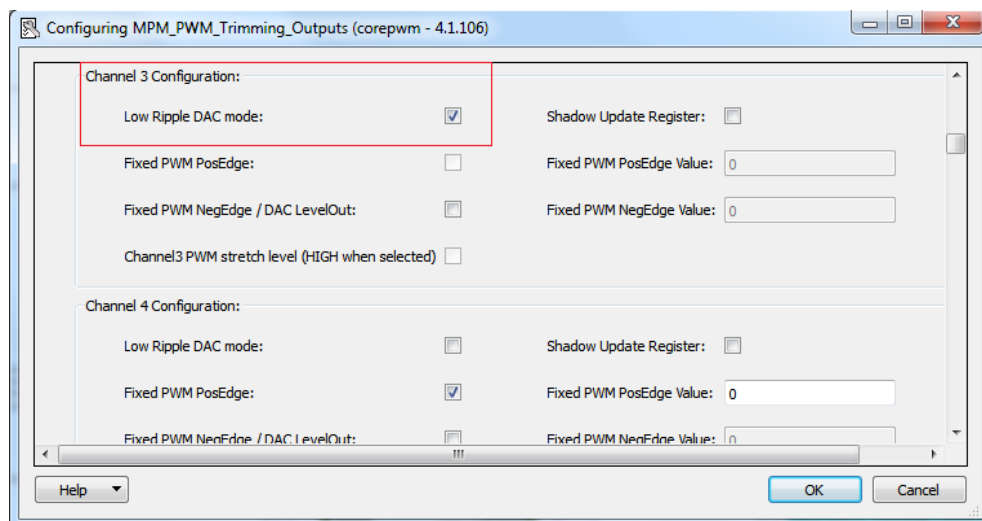 Configuring MPM_PWM_Trimming_Outputs (corepwm - 4.1.106)
Channel 3 Configuration:
Low Ripple DAC mode: Shadow Update Register:
Fixed PWM PosEdge: Fixed PWM PosEdge Value: 0
Fixed PWM NegEdge / DAC LevelOut: Fixed PWM NegEdge Value: 0
Channel3 PWM stretch level (HIGH when selected)
Channel 4 Configuration:
Low Ripple DAC mode: Shadow Update Register:
Fixed PWM PosEdge: Fixed PWM PosEdge Value: 0
Fixed PWM NegEdge / DAC LevelOut: Fixed PWM NegEdge Value: 0
Help OK Cancel